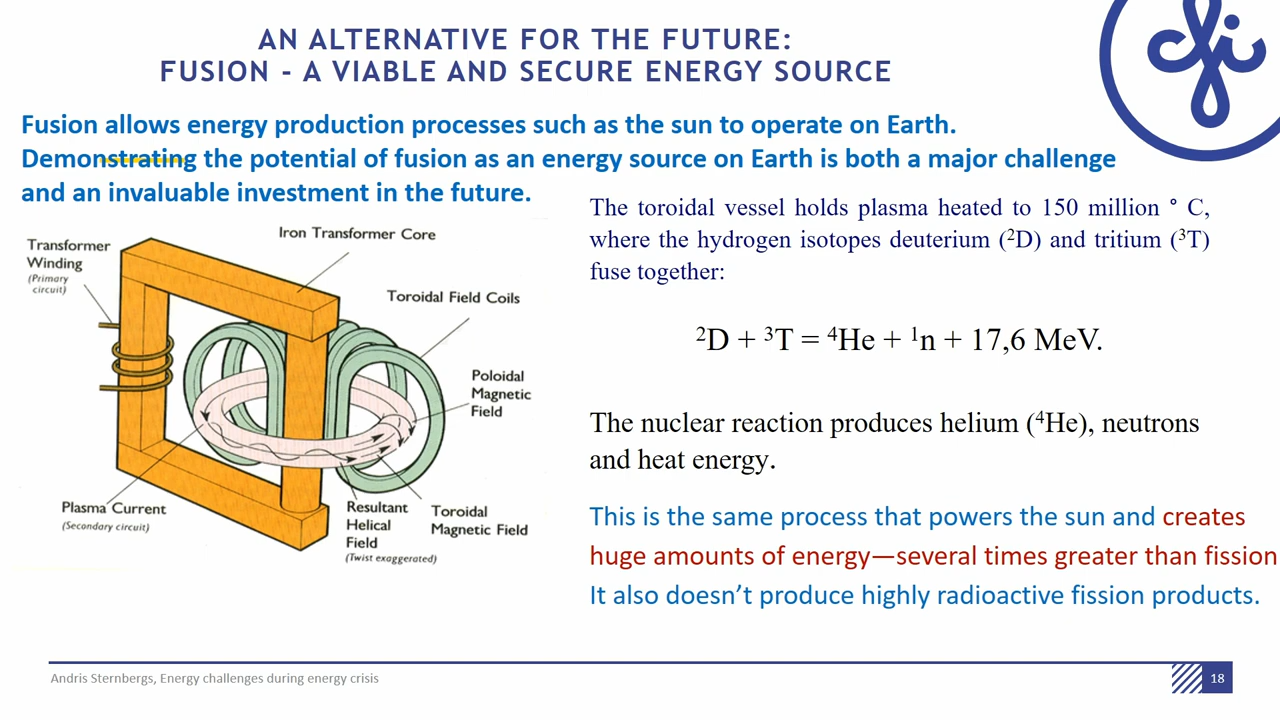 AN ALTERNATIVE FOR THE FUTURE:
FUSION - A VIABLE AND SECURE ENERGY SOURCE
Fusion allows energy production processes such as the sun to operate on Earth.
Demonstrating the potential of fusion as an energy source on Earth is both a major challenge
and an invaluable investment in the future.
Transformer
Winding
(Primary
circuit)
Iron Transformer Core
Toroidal Field Coils
Poloidal
Magnetic
Field
Plasma Current
(Secondary circuit)
Resultant
Helical
Field
(Twist exaggerated)
Toroidal
Magnetic Field
The toroidal vessel holds plasma heated to 150 million ° C,
where the hydrogen isotopes deuterium (²D) and tritium (³T)
fuse together:
²D + ³T = ⁴He + ¹n + 17,6 MeV.
The nuclear reaction produces helium (⁴He), neutrons
and heat energy.
This is the same process that powers the sun and creates
huge amounts of energy—several times greater than fission
It also doesn't produce highly radioactive fission products.
Andris Sternbergs, Energy challenges during energy crisis
18